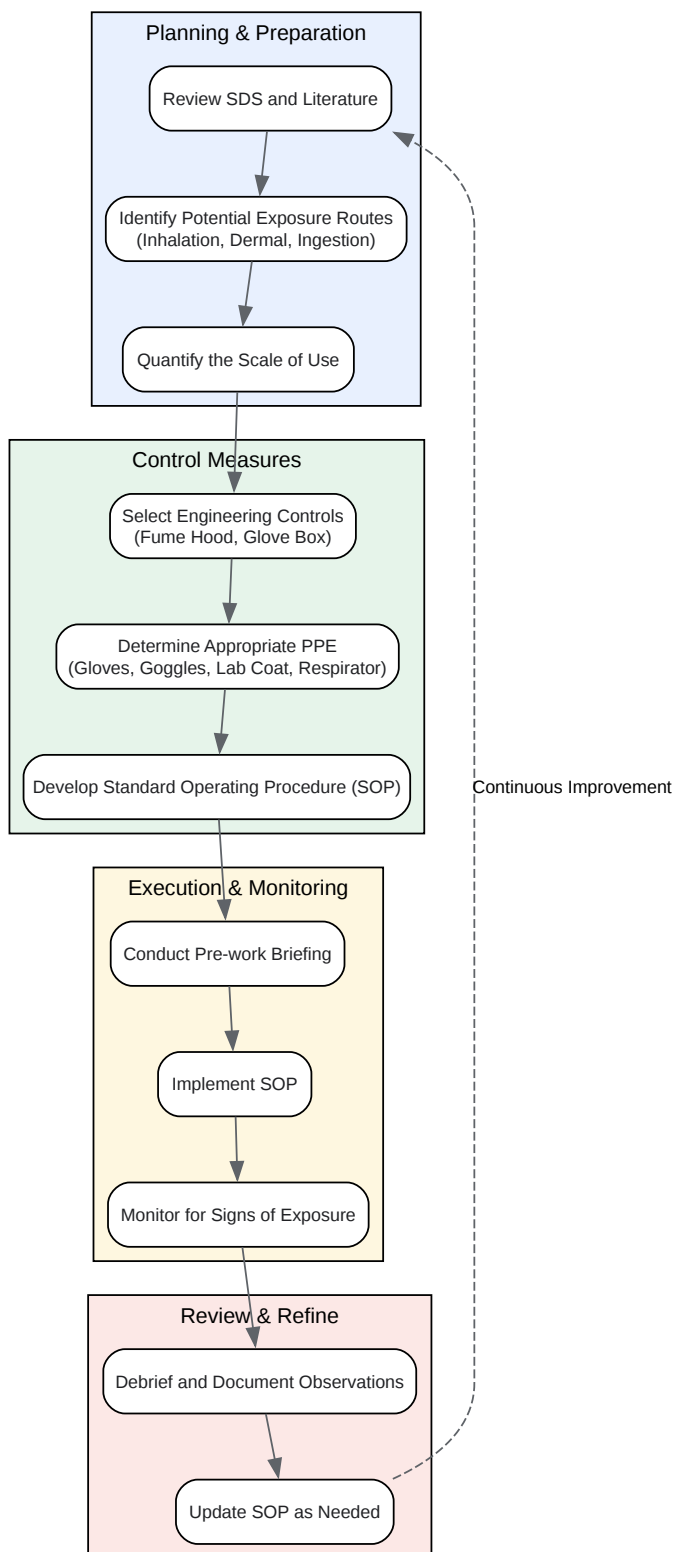 Planning & Preparation
Review SDS and Literature
Identify Potential Exposure Routes
(Inhalation, Dermal, Ingestion)
Quantify the Scale of Use
Control Measures
Select Engineering Controls
(Fume Hood, Glove Box)
Determine Appropriate PPE
(Gloves, Goggles, Lab Coat, Respirator)
Develop Standard Operating Procedure (SOP)
Continuous Improvement
Execution & Monitoring
Conduct Pre-work Briefing
Implement SOP
Monitor for Signs of Exposure
Review & Refine
Debrief and Document Observations
Update SOP as Needed